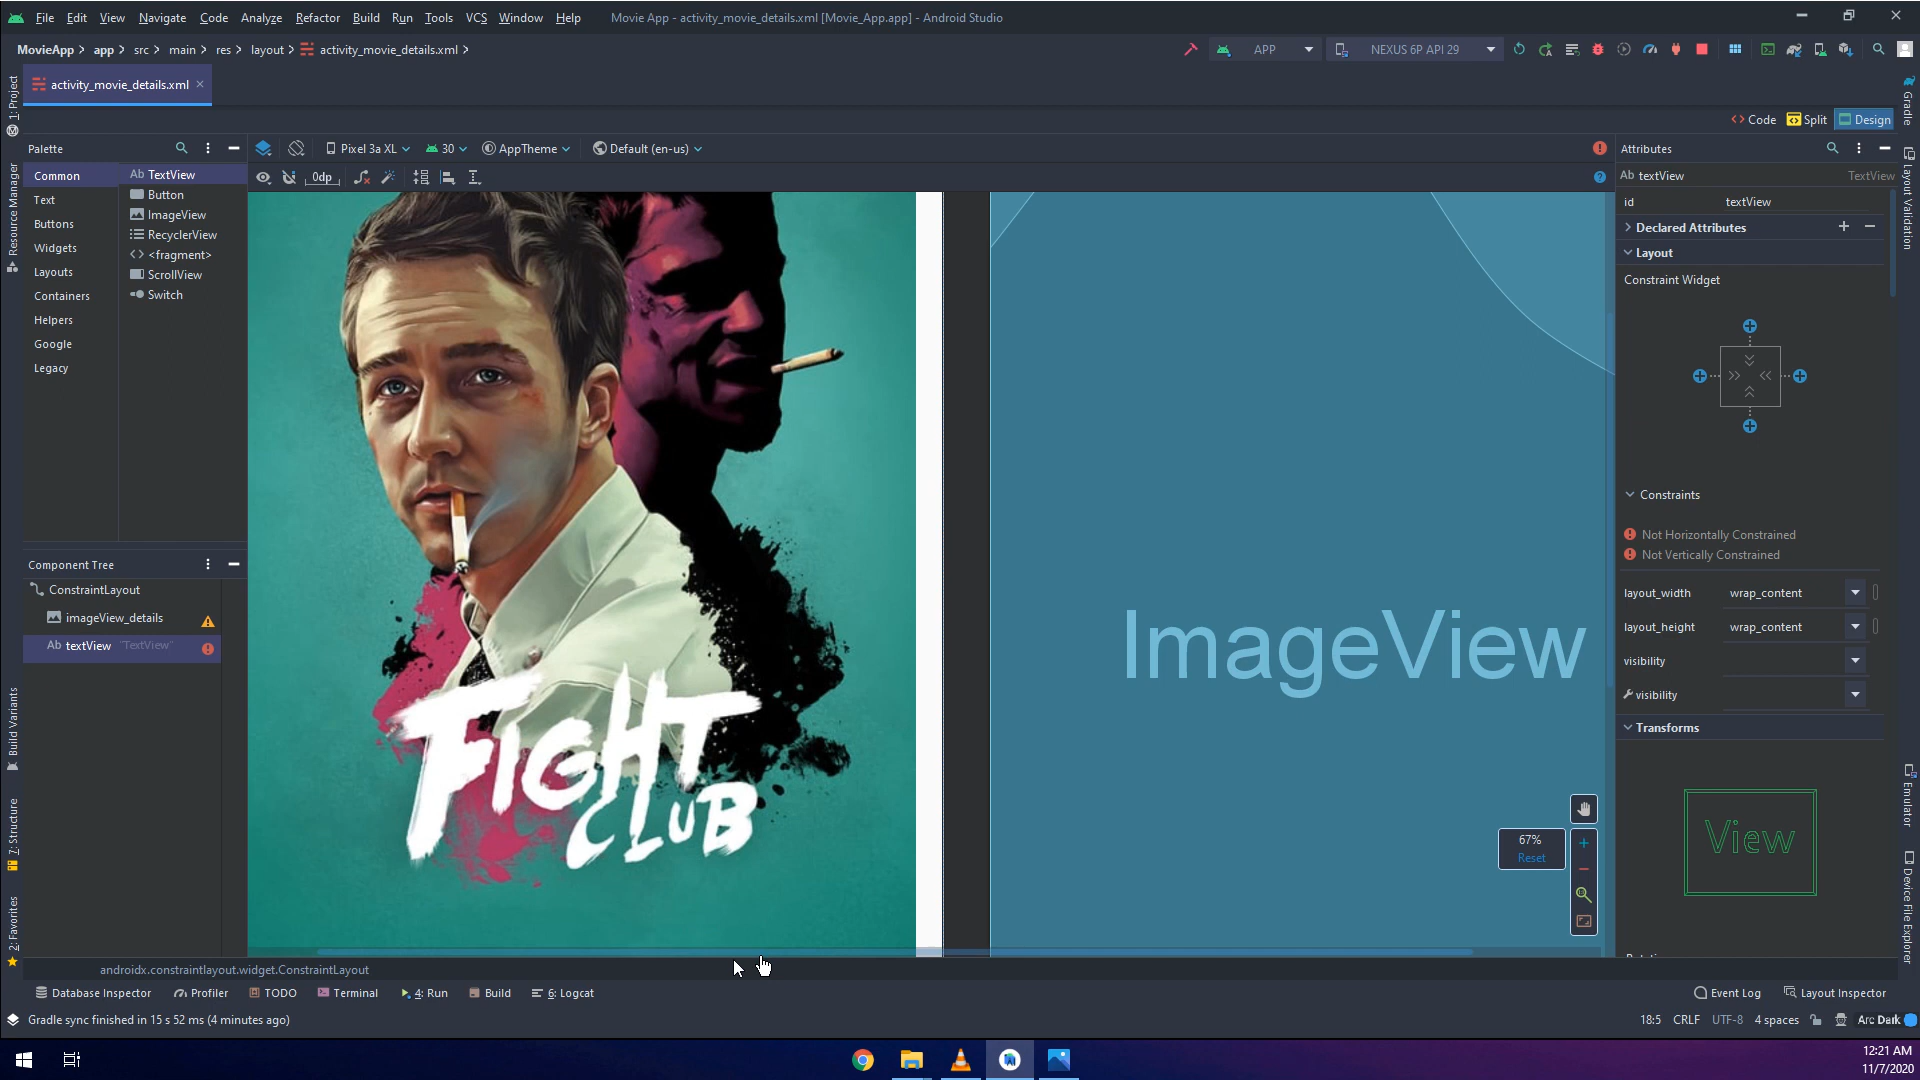 File Edit View Navigate Code Analyze Refactor Build Run Tools VCS Window Help Movie App - activity_movie_details.xml [Movie_App.app] - Android Studio
MovieApp app src main res layout activity_movie_details.xml APP NEXUS 6P API 29
activity_movie_details.xml
Code Split Design
Palette
Common
Text
Buttons
Widgets
Layouts
Containers
Helpers
Google
Legacy
Ab TextView
Button
ImageView
RecyclerView
<fragment>
ScrollView
Switch
Pixel 3a XL 30 AppTheme Default (en-us)
0dp
Component Tree
ConstraintLayout
imageView_details
Ab textView "TextView"
FIGHT
CLUB
ImageView
67%
Reset
Attributes
Ab textView TextView
id textView
Declared Attributes
Layout
Constraint Widget
Constraints
Not Horizontally Constrained
Not Vertically Constrained
layout_width wrap_content
layout_height wrap_content
visibility
visibility
Transforms
View
1: Project
Resource Manager
Build Variants
7: Structure
2: Favorites
Gradle
Layout Validation
Emulator
Device File Explorer
androidx.constraintlayout.widget.ConstraintLayout
Database Inspector Profiler TODO Terminal 4: Run Build 6: Logcat Event Log Layout Inspector
Gradle sync finished in 15 s 52 ms (4 minutes ago) 18:5 CRLF UTF-8 4 spaces Arc Dark
12:21 AM
11/7/2020